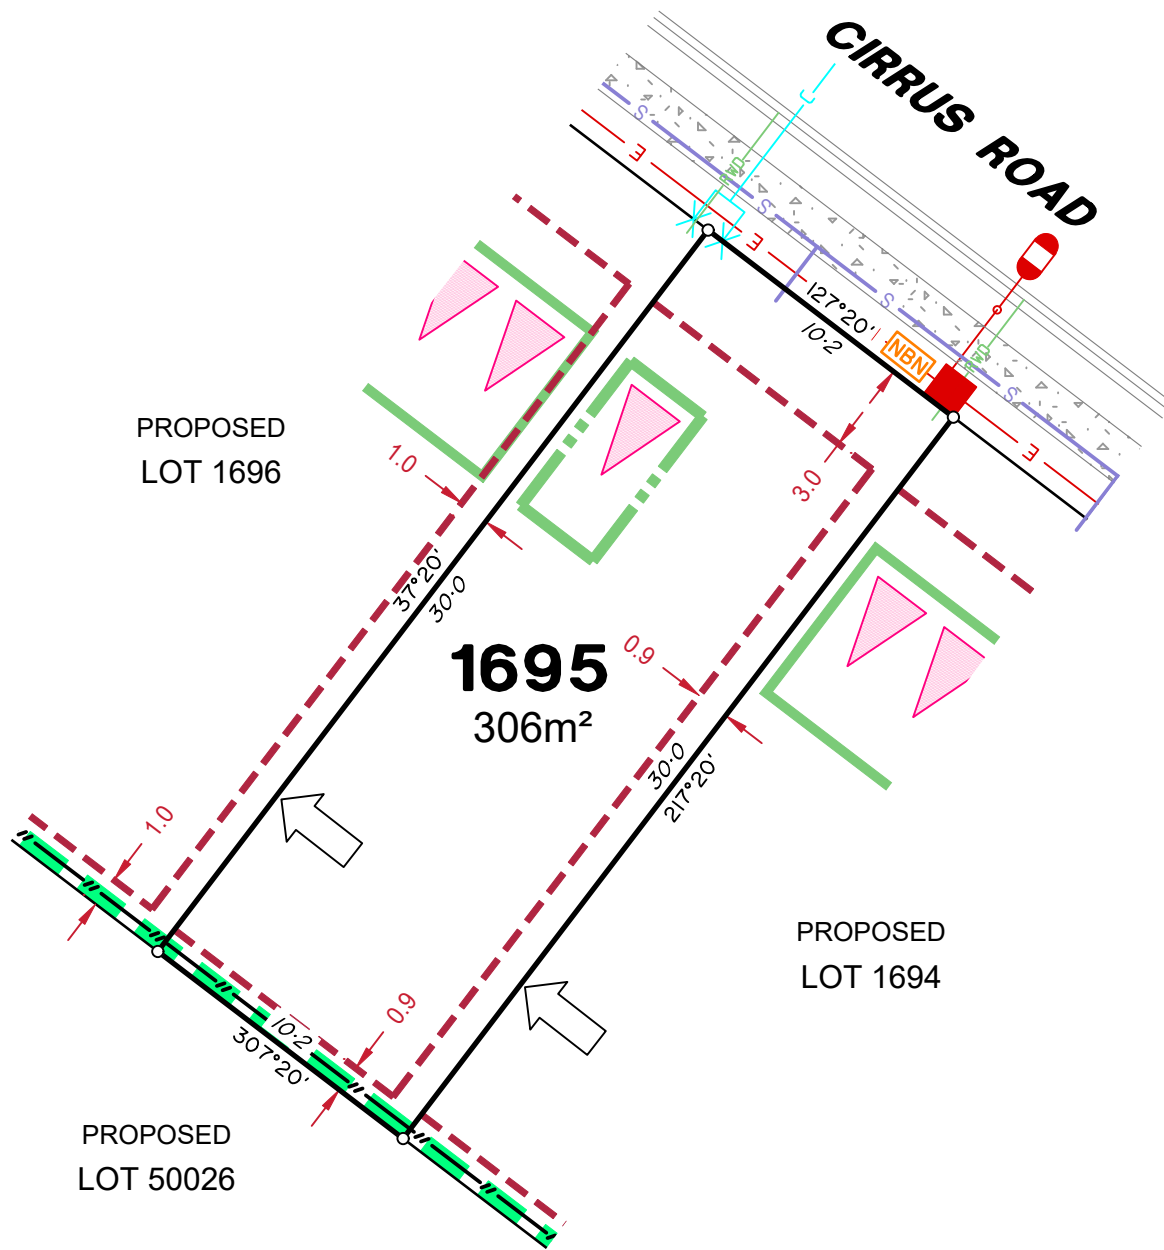 CIRRUS ROAD
C
S
E
RWD
S
E
S
127°20'
10·2
NBN
RWD
S
E
PROPOSED
LOT 1696
1.0
3.0
37°20'
30·0
1695
306m²
0.9
30·0
217°20'
1.0
PROPOSED
LOT 1694
0.9
10·2
307°20'
PROPOSED
LOT 50026